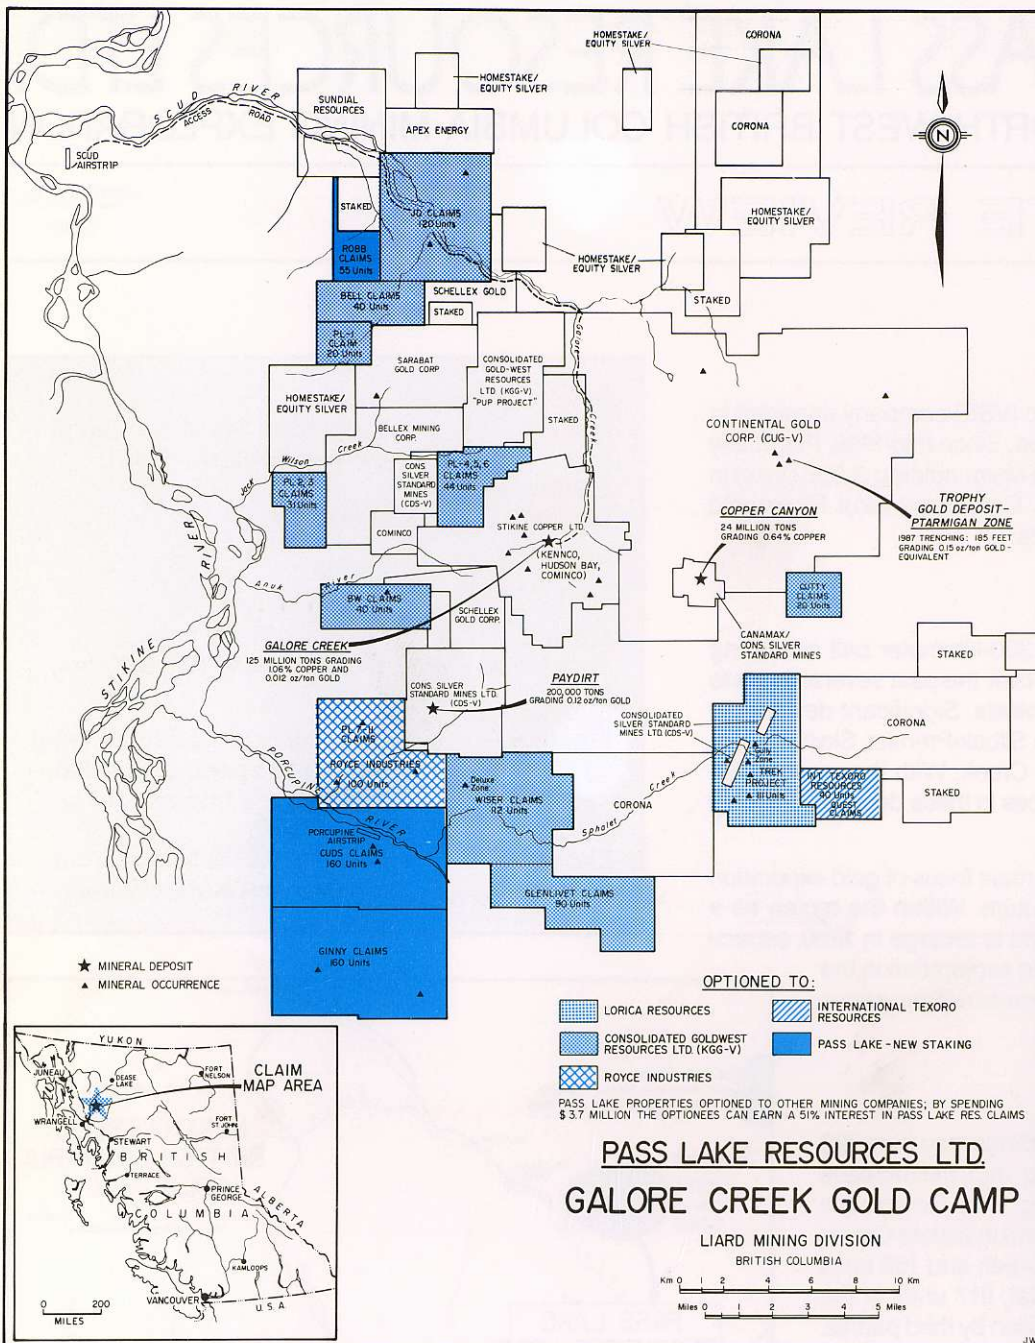 SCUD RIVER
ACCESS ROAD
SCUD
AIRSTRIP
SUNDIAL
RESOURCES
HOMESTAKE/
EQUITY SILVER
APEX ENERGY
HOMESTAKE/
EQUITY SILVER
CORONA
CORONA
N
STAKED
JD CLAIMS
120 Units
ROBB
CLAIMS
55 Units
HOMESTAKE/
EQUITY SILVER
HOMESTAKE/
EQUITY SILVER
STAKED
BELL CLAIMS
40 Units
SCHELLEX GOLD
STAKED
PL-1
CLAIM
20 Units
SARABAT
GOLD CORP
CONSOLIDATED
GOLD-WEST
RESOURCES
LTD. (KGG-V)
"PUP PROJECT"
Galore Creek
STAKED
HOMESTAKE/
EQUITY SILVER
BELLEX MINING
CORP.
Jack Wilson Creek
PL 2, 3
CLAIMS
31 Units
CONS
SILVER
STANDARD
MINES
(CDS-V)
PL-4,5,6
CLAIMS
44 Units
CONTINENTAL GOLD
CORP. (CUG-V)
TROPHY
GOLD DEPOSIT-
PTARMIGAN ZONE
1987 TRENCHING: 185 FEET
GRADING 0.15 oz/ton GOLD-
EQUIVALENT
COPPER CANYON
24 MILLION TONS
GRADING 0.64% COPPER
COMINCO
STIKINE COPPER LTD.
(KENNCO,
HUDSON BAY,
COMINCO)
Anuk River
BW CLAIMS
40 Units
CUTTY
CLAIMS
20 Units
STIKINE RIVER
SCHELLEX
GOLD CORP.
CANAMAX/
CONS. SILVER
STANDARD MINES
GALORE CREEK
125 MILLION TONS GRADING
1.06% COPPER AND
0.012 oz/ton GOLD
STAKED
CONS. SILVER
STANDARD MINES LTD.
(CDS-V)
PAYDIRT
200,000 TONS
GRADING 0.12 oz/ton GOLD
CONSOLIDATED
SILVER STANDARD
MINES LTD. (CDS-V)
CORONA
CLAIMS
ROYCE INDUSTRIES
100 Units
Zone
TREK
PROJECT
111 Units
INT. TEXORO
RESOURCES
40 Units
QUEST
CLAIMS
STAKED
PORCUPINE RIVER
Deluxe
Zone
WISER CLAIMS
112 Units
CORONA
Sphaler Creek
PORCUPINE
AIRSTRIP
CUDS CLAIMS
160 Units
GLENLIVET CLAIMS
90 Units
GINNY CLAIMS
160 Units
MINERAL DEPOSIT
MINERAL OCCURRENCE
OPTIONED TO:
LORICA RESOURCES
INTERNATIONAL TEXORO
RESOURCES
CONSOLIDATED GOLDWEST
RESOURCES LTD. (KGG-V)
PASS LAKE-NEW STAKING
ROYCE INDUSTRIES
PASS LAKE PROPERTIES OPTIONED TO OTHER MINING COMPANIES; BY SPENDING
$3.7 MILLION THE OPTIONEES CAN EARN A 51% INTEREST IN PASS LAKE RES. CLAIMS
YUKON
JUNEAU
DEASE
LAKE
FORT
NELSON
CLAIM
MAP AREA
WRANGELL
FORT
ST JOHN
STEWART
BRITISH
TERRACE
PRINCE
GEORGE
COLUMBIA
ALBERTA
KAMLOOPS
VANCOUVER
U.S.A.
0 200
MILES
PASS LAKE RESOURCES LTD.
GALORE CREEK GOLD CAMP
LIARD MINING DIVISION
BRITISH COLUMBIA
Km 0 1 2 4 6 8 10 Km
Miles 0 1 2 3 4 5 Miles